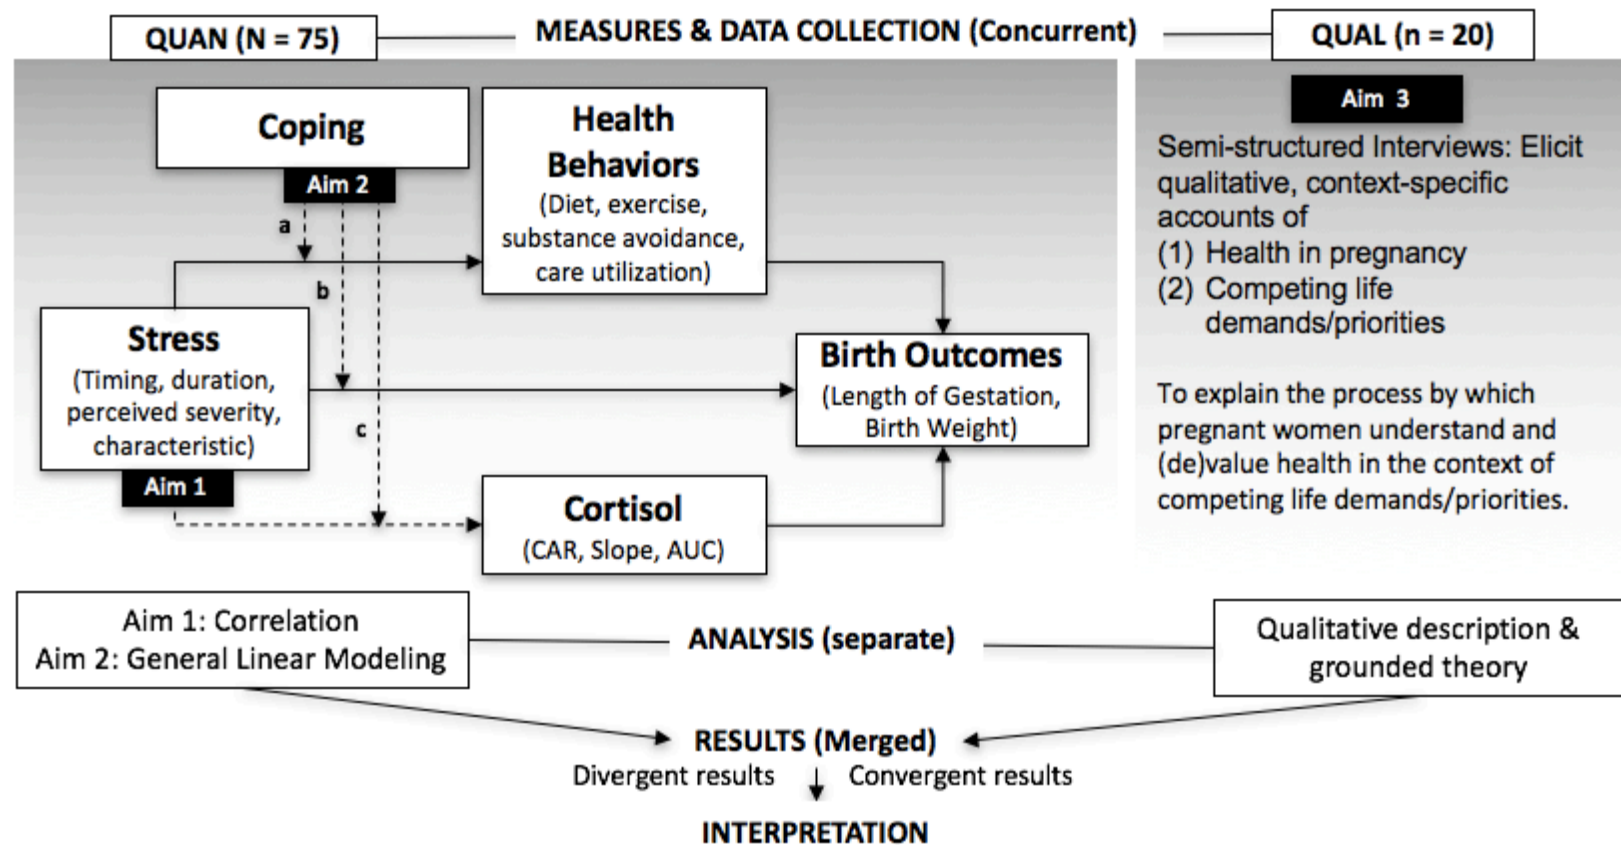 QUAN (N = 75)
MEASURES & DATA COLLECTION (Concurrent)
QUAL (n = 20)
Coping
Aim 2
Health
Behaviors
(Diet, exercise,
substance avoidance,
care utilization)
a
b
c
Stress
(Timing, duration,
perceived severity,
characteristic)
Aim 1
Birth Outcomes
(Length of Gestation,
Birth Weight)
Cortisol
(CAR, Slope, AUC)
Aim 3
Semi-structured Interviews: Elicit
qualitative, context-specific
accounts of
(1) Health in pregnancy
(2) Competing life
demands/priorities
To explain the process by which
pregnant women understand and
(de)value health in the context of
competing life demands/priorities.
Aim 1: Correlation
Aim 2: General Linear Modeling
ANALYSIS (separate)
Qualitative description &
grounded theory
RESULTS (Merged)
Divergent results
Convergent results
INTERPRETATION